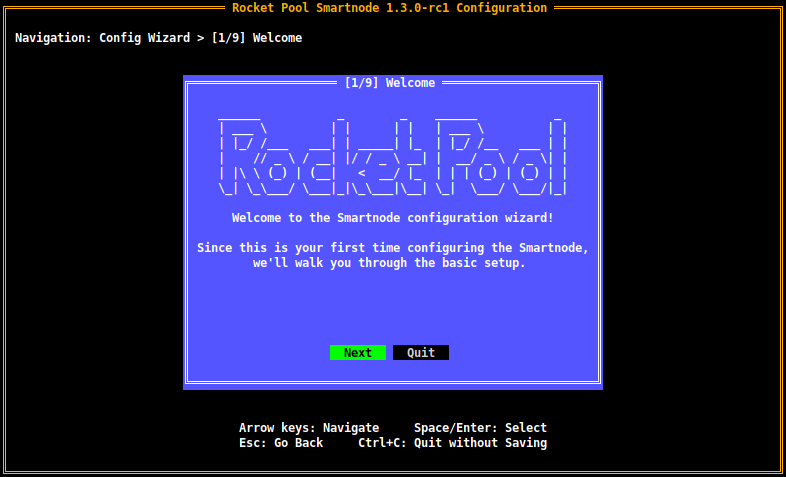 Rocket Pool Smartnode 1.3.0-rc1 Configuration
Navigation: Config Wizard > [1/9] Welcome
[1/9] Welcome
Rocket Pool
Welcome to the Smartnode configuration wizard!
Since this is your first time configuring the Smartnode,
we'll walk you through the basic setup.
Next Quit
Arrow keys: Navigate Space/Enter: Select
Esc: Go Back Ctrl+C: Quit without Saving